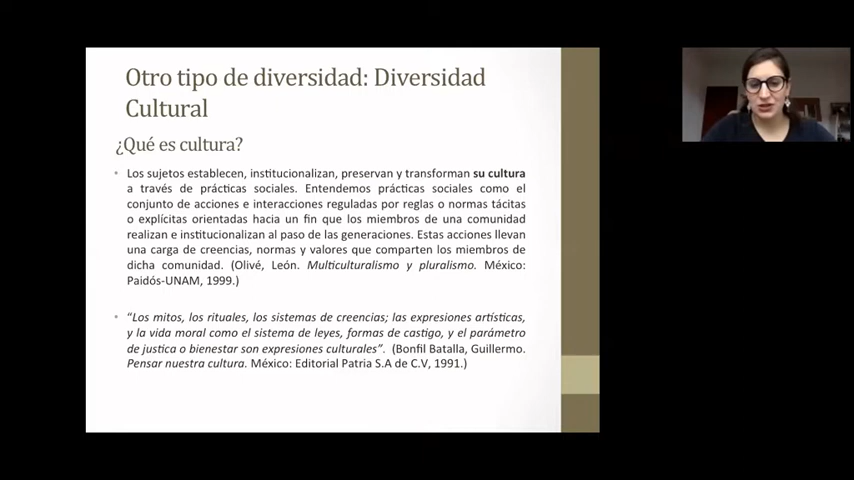 Otro tipo de diversidad: Diversidad
Cultural
¿Qué es cultura?
• Los sujetos establecen, institucionalizan, preservan y transforman su cultura
a través de prácticas sociales. Entendemos prácticas sociales como el
conjunto de acciones e interacciones reguladas por reglas o normas tácitas
o explícitas orientadas hacia un fin que los miembros de una comunidad
realizan e institucionalizan al paso de las generaciones. Estas acciones llevan
una carga de creencias, normas y valores que comparten los miembros de
dicha comunidad. (Olivé, León. Multiculturalismo y pluralismo. México:
Paidós-UNAM, 1999.)
• “Los mitos, los rituales, los sistemas de creencias; las expresiones artísticas,
y la vida moral como el sistema de leyes, formas de castigo, y el parámetro
de justica o bienestar son expresiones culturales”. (Bonfil Batalla, Guillermo.
Pensar nuestra cultura. México: Editorial Patria S.A de C.V, 1991.)